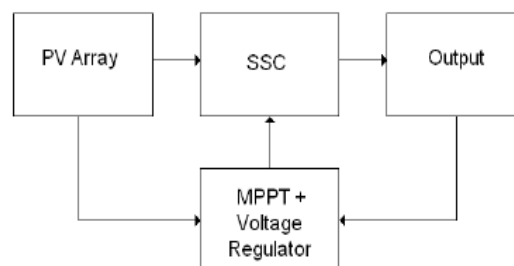 PV Array
SSC
Output
MPPT +
Voltage
Regulator